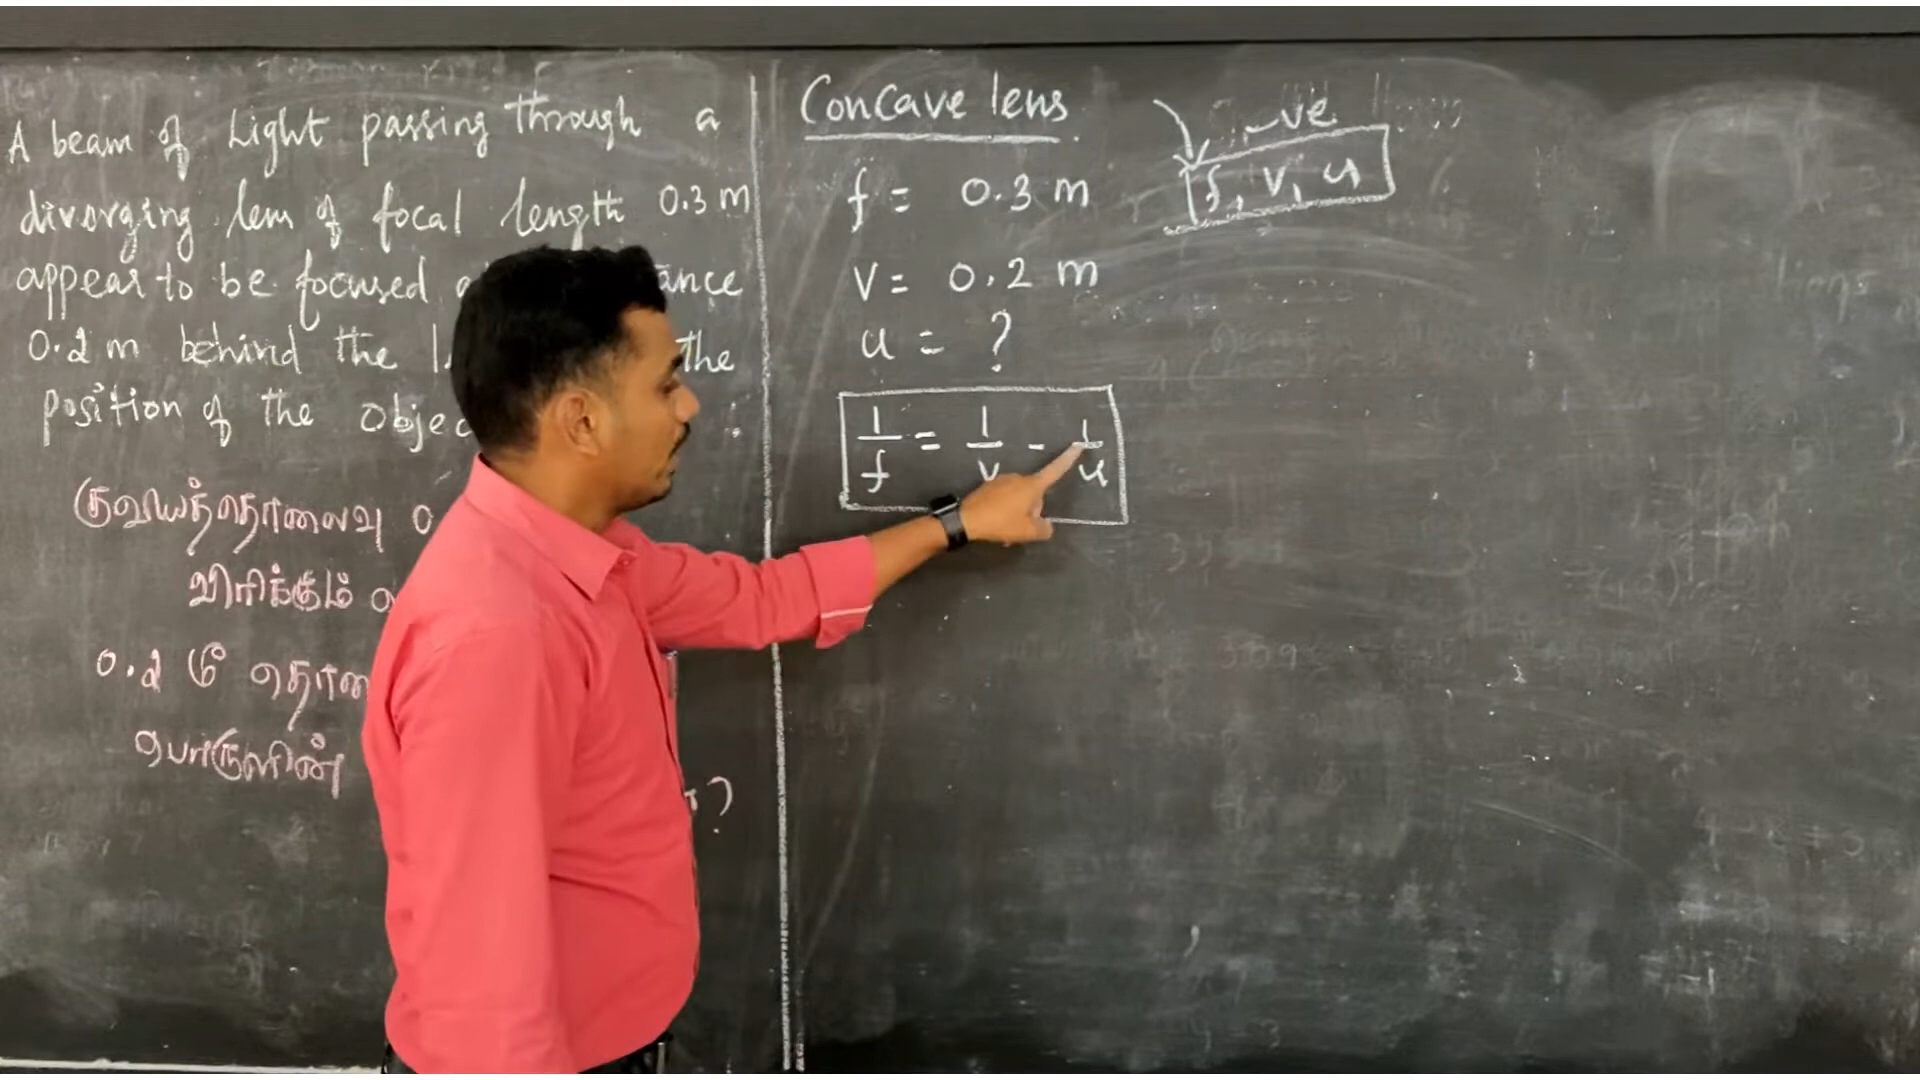 A beam of Light passing through a
diverging lens of focal length 0.3 m
appear to be focused ance
0.2 m behind the the
position of the Objec
குவியத்தொலைவு 0
விரிக்கும்
0.2 மீ
பொருளின்
?
Concave lens
f = 0.3 m
v = 0.2 m
u = ?
1/f = 1/v - 1/u
-ve
f, v, u